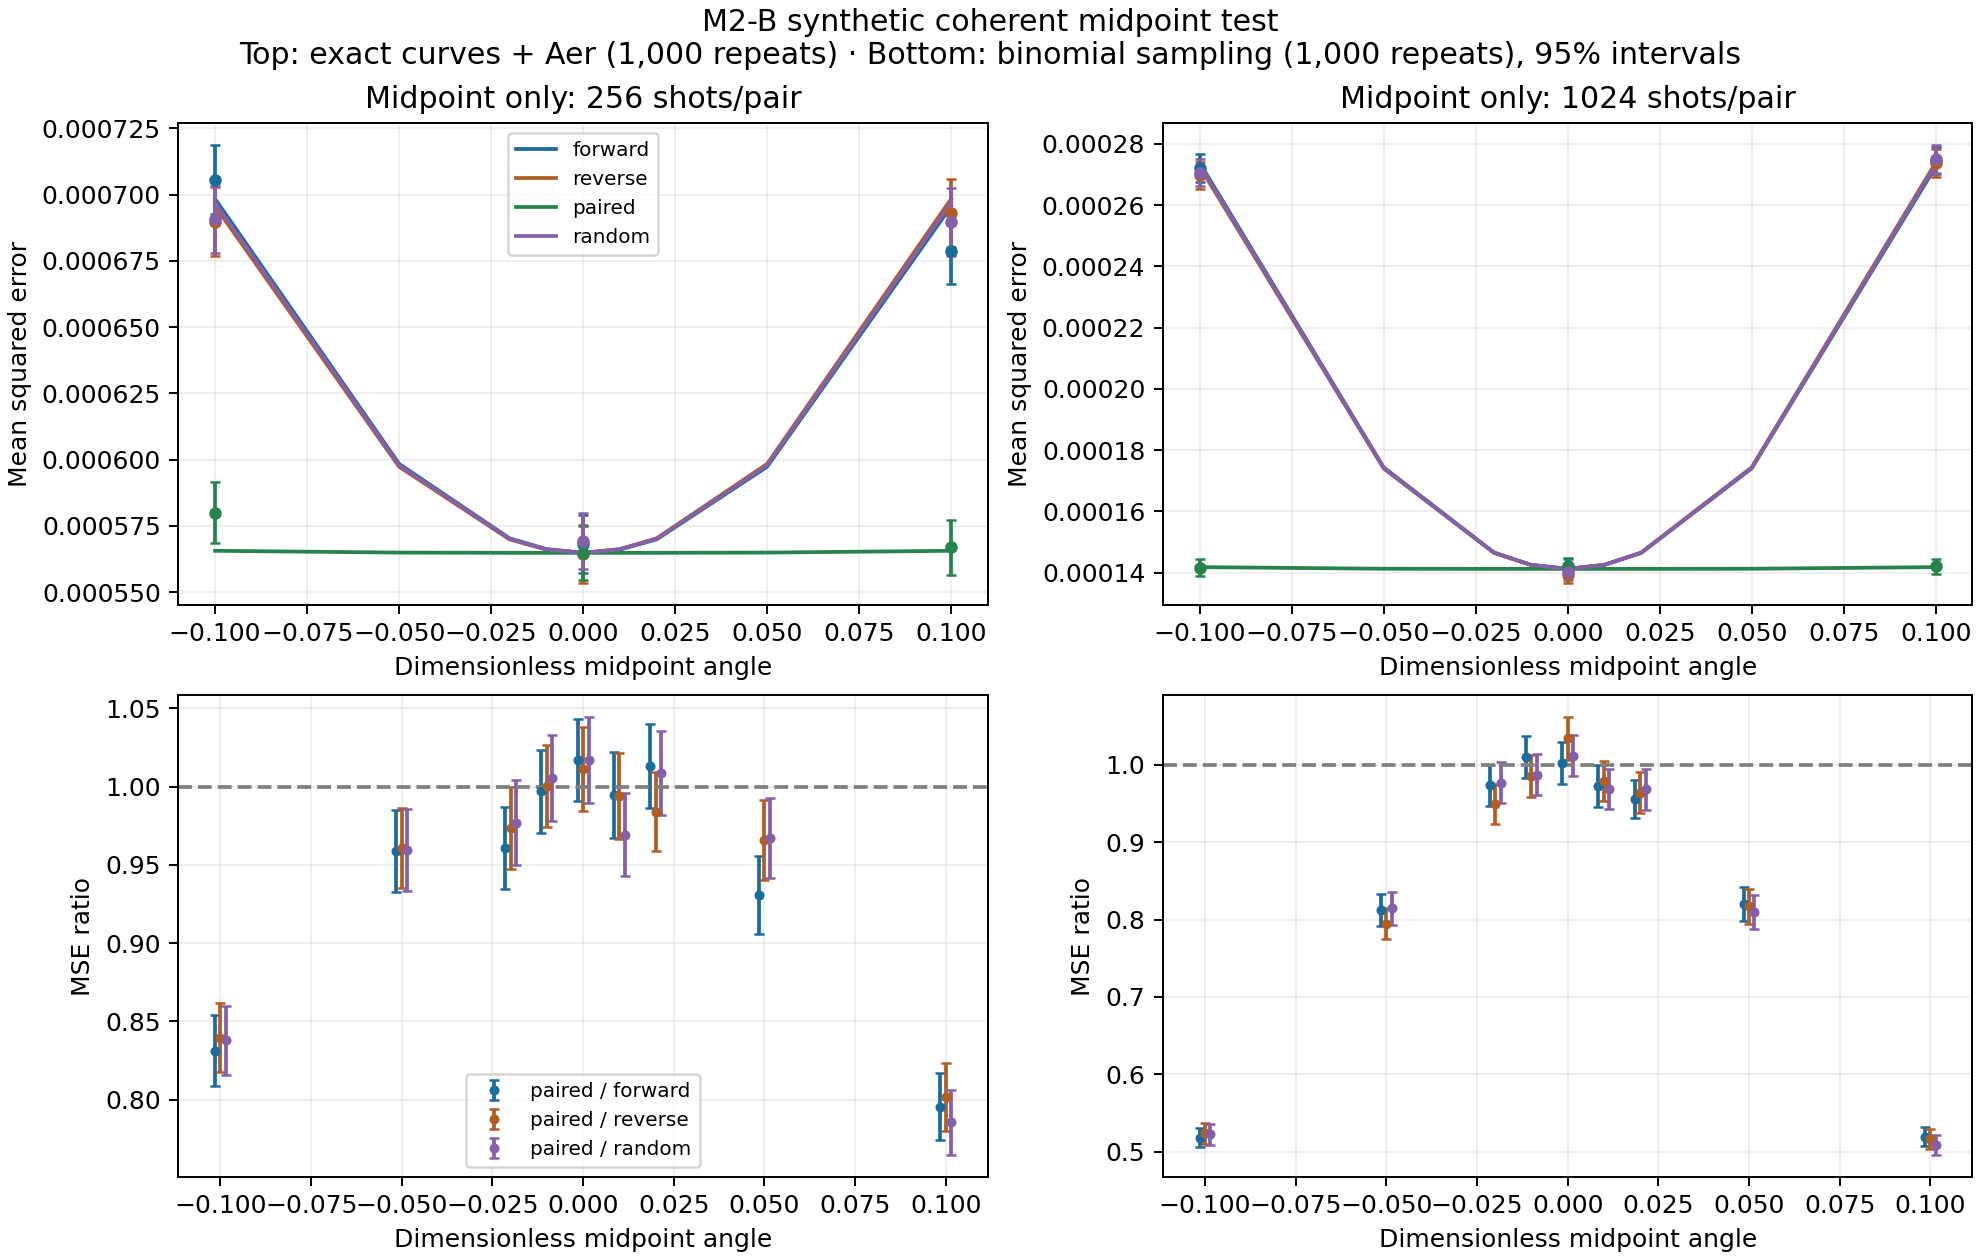 M2-B synthetic coherent midpoint test
Top: exact curves + Aer (1,000 repeats) · Bottom: binomial sampling (1,000 repeats), 95% intervals
Midpoint only: 256 shots/pair
Mean squared error
0.000725
0.000700
0.000675
0.000650
0.000625
0.000600
0.000575
0.000550
forward
reverse
paired
random
−0.100 −0.075 −0.050 −0.025 0.000 0.025 0.050 0.075 0.100
Dimensionless midpoint angle
Midpoint only: 1024 shots/pair
Mean squared error
0.00028
0.00026
0.00024
0.00022
0.00020
0.00018
0.00016
0.00014
−0.100 −0.075 −0.050 −0.025 0.000 0.025 0.050 0.075 0.100
Dimensionless midpoint angle
MSE ratio
1.05
1.00
0.95
0.90
0.85
0.80
paired / forward
paired / reverse
paired / random
−0.100 −0.075 −0.050 −0.025 0.000 0.025 0.050 0.075 0.100
Dimensionless midpoint angle
MSE ratio
1.0
0.9
0.8
0.7
0.6
0.5
−0.100 −0.075 −0.050 −0.025 0.000 0.025 0.050 0.075 0.100
Dimensionless midpoint angle